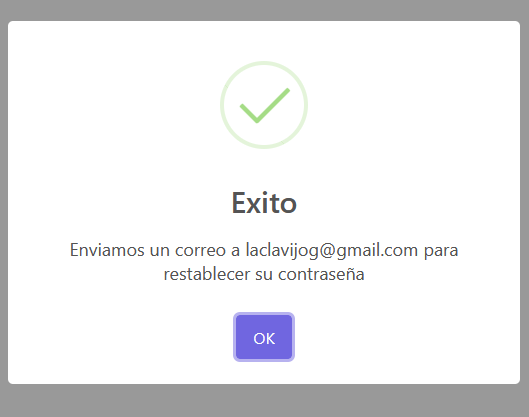 Exito
Enviamos un correo a laclavijog@gmail.com para
restablecer su contraseña
OK